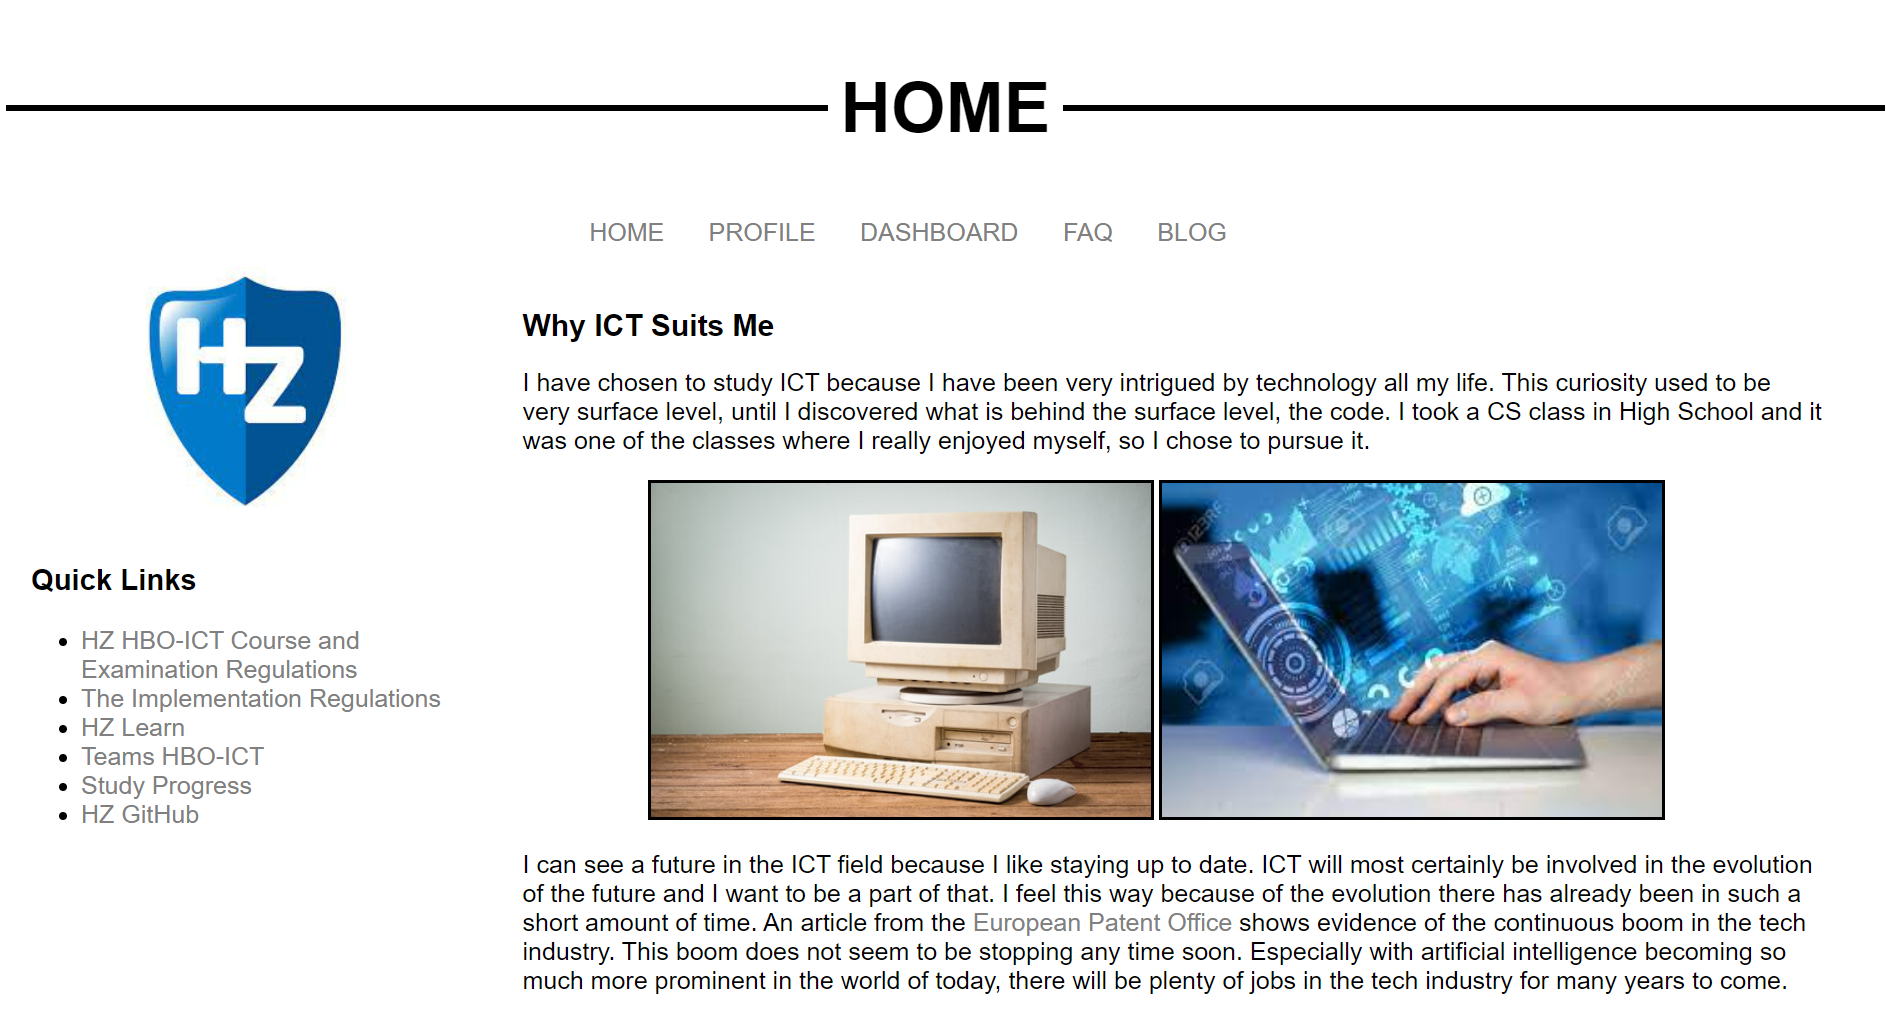 HOME
HOME PROFILE DASHBOARD FAQ BLOG
HZ
Quick Links
HZ HBO-ICT Course and
Examination Regulations
The Implementation Regulations
HZ Learn
Teams HBO-ICT
Study Progress
HZ GitHub
Why ICT Suits Me
I have chosen to study ICT because I have been very intrigued by technology all my life. This curiosity used to be
very surface level, until I discovered what is behind the surface level, the code. I took a CS class in High School and it
was one of the classes where I really enjoyed myself, so I chose to pursue it.
123RF
I can see a future in the ICT field because I like staying up to date. ICT will most certainly be involved in the evolution
of the future and I want to be a part of that. I feel this way because of the evolution there has already been in such a
short amount of time. An article from the European Patent Office shows evidence of the continuous boom in the tech
industry. This boom does not seem to be stopping any time soon. Especially with artificial intelligence becoming so
much more prominent in the world of today, there will be plenty of jobs in the tech industry for many years to come.